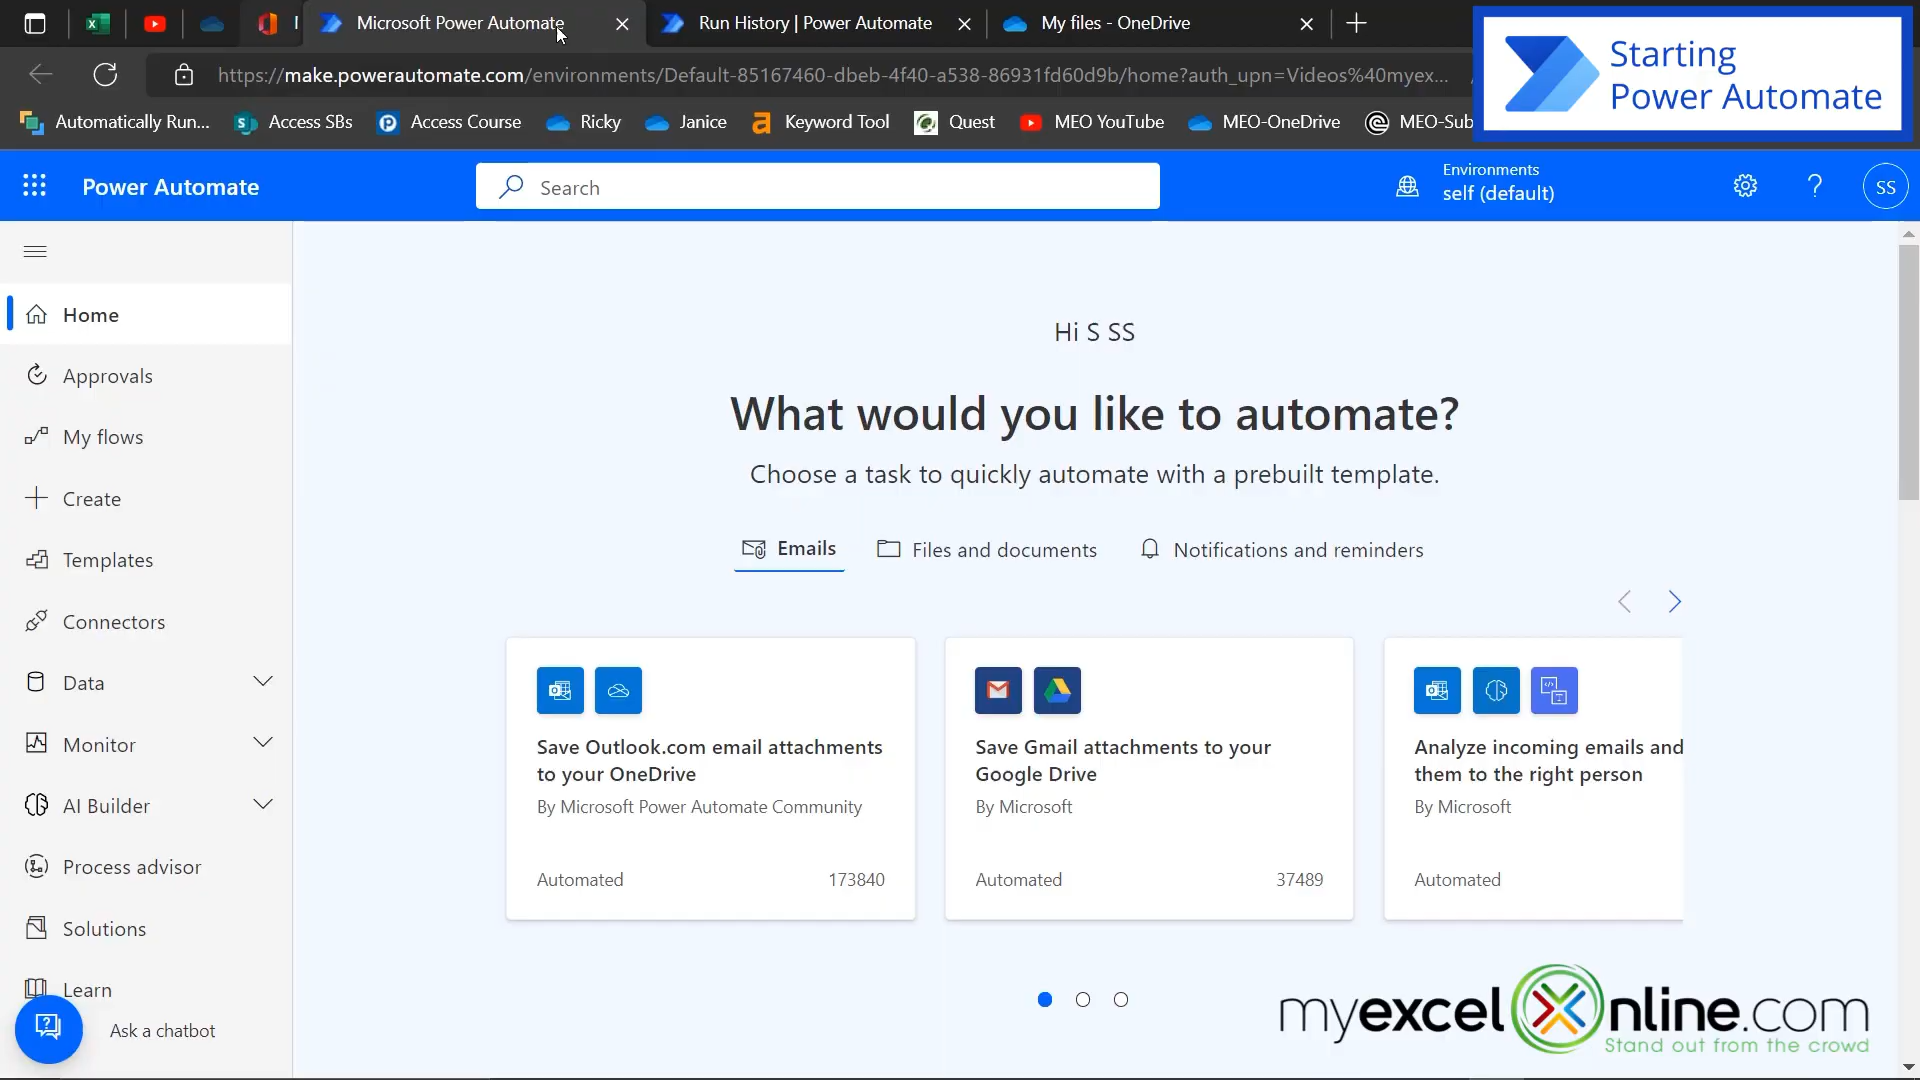 Microsoft Power Automate
Run History | Power Automate
My files - OneDrive
Starting
Power Automate
https://make.powerautomate.com/environments/Default-85167460-dbeb-4f40-a538-86931fd60d9b/home?auth_upn=Videos%40myex...
Automatically Run...
Access SBs
Access Course
Ricky
Janice
Keyword Tool
Quest
MEO YouTube
MEO-OneDrive
MEO-Sub
Power Automate
Search
Environments
self (default)
?
SS
Home
Approvals
My flows
Create
Templates
Connectors
Data
Monitor
AI Builder
Process advisor
Solutions
Learn
Ask a chatbot
Hi S SS
What would you like to automate?
Choose a task to quickly automate with a prebuilt template.
Emails
Files and documents
Notifications and reminders
Save Outlook.com email attachments
to your OneDrive
By Microsoft Power Automate Community
Automated 173840
Save Gmail attachments to your
Google Drive
By Microsoft
Automated 37489
Analyze incoming emails and
them to the right person
By Microsoft
Automated
myexcelOnline.com
Stand out from the crowd